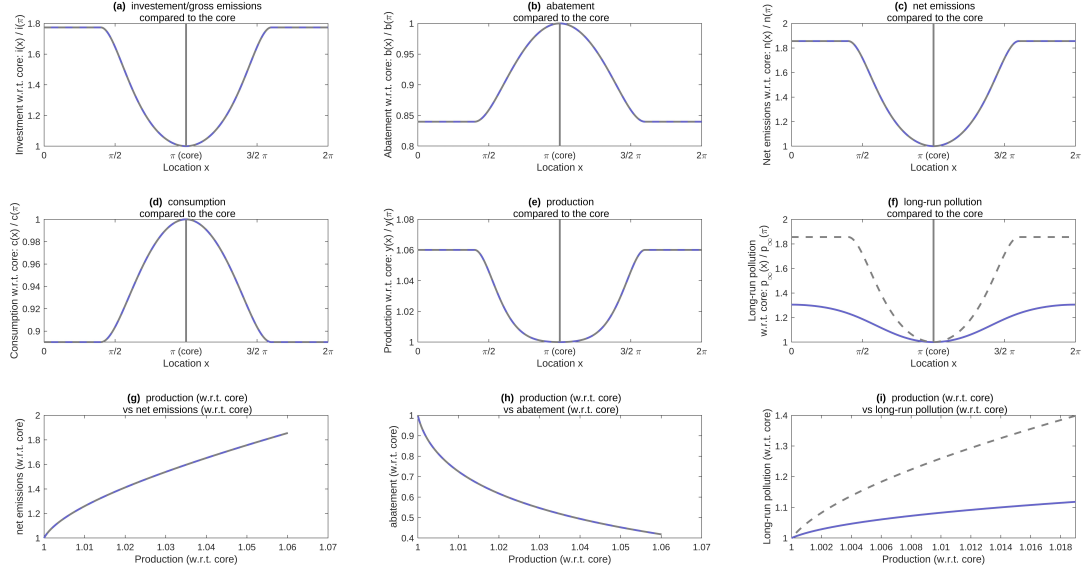 (a) investement/gross emissions
compared to the core
Investment w.r.t. core: i(x) / i(π)
1.8
1.6
1.4
1.2
1
0
π/2
π (core)
3/2 π
2π
Location x
(b) abatement
compared to the core
Abatement w.r.t. core: b(x) / b(π)
1
0.95
0.9
0.85
0.8
0
π/2
π (core)
3/2 π
2π
Location x
(c) net emissions
compared to the core
Net emissions w.r.t. core: n(x) / n(π)
2
1.8
1.6
1.4
1.2
1
0
π/2
π (core)
3/2 π
2π
Location x
(d) consumption
compared to the core
Consumption w.r.t. core: c(x) / c(π)
1
0.98
0.96
0.94
0.92
0.9
0
π/2
π (core)
3/2 π
2π
Location x
(e) production
compared to the core
Production w.r.t. core: y(x) / y(π)
1.08
1.06
1.04
1.02
1
0
π/2
π (core)
3/2 π
2π
Location x
(f) long-run pollution
compared to the core
Long-run pollution
w.r.t. core: p∞(x) / p∞(π)
2
1.8
1.6
1.4
1.2
1
0
π/2
π (core)
3/2 π
2π
Location x
(g) production (w.r.t. core)
vs net emissions (w.r.t. core)
net emissions (w.r.t. core)
2
1.8
1.6
1.4
1.2
1
1
1.01
1.02
1.03
1.04
1.05
1.06
1.07
Production (w.r.t. core)
(h) production (w.r.t. core)
vs abatement (w.r.t. core)
abatement (w.r.t. core)
1
0.9
0.8
0.7
0.6
0.5
0.4
1
1.01
1.02
1.03
1.04
1.05
1.06
1.07
Production (w.r.t. core)
(i) production (w.r.t. core)
vs long-run pollution (w.r.t. core)
Long-run pollution (w.r.t. core)
1.4
1.3
1.2
1.1
1
1
1.002
1.004
1.006
1.008
1.01
1.012
1.014
1.016
1.018
Production (w.r.t. core)